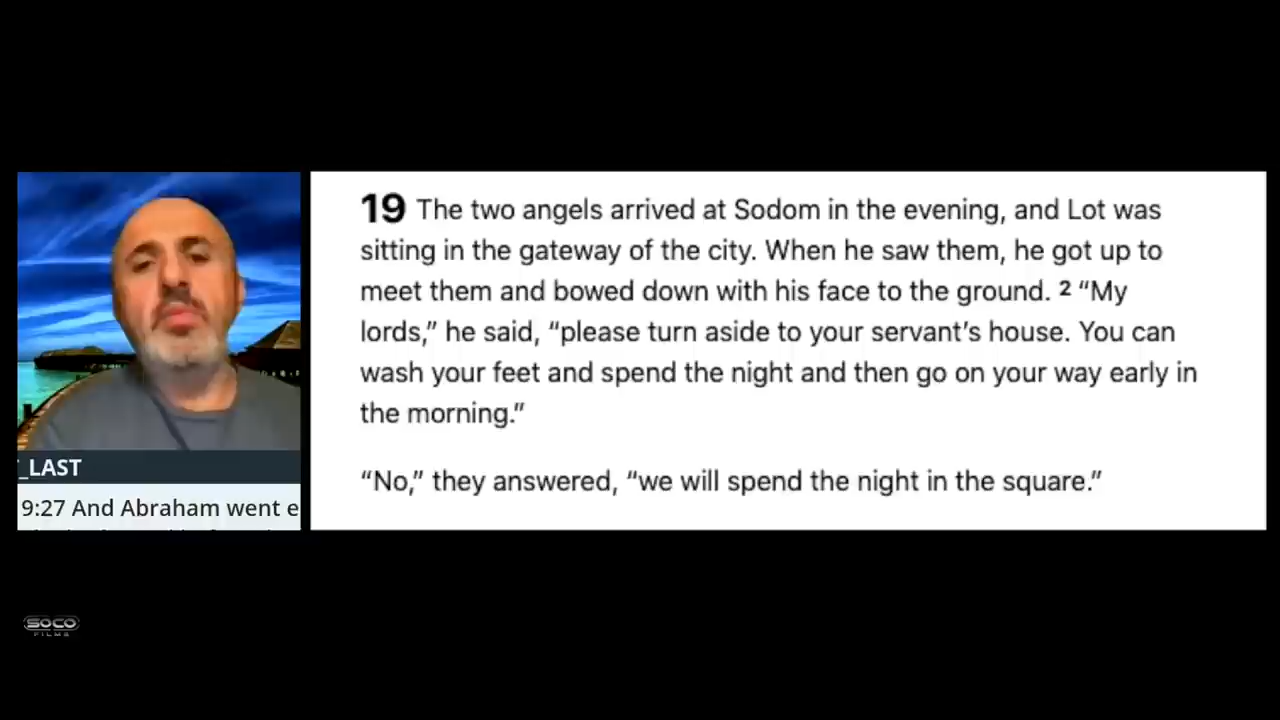 19 The two angels arrived at Sodom in the evening, and Lot was
sitting in the gateway of the city. When he saw them, he got up to
meet them and bowed down with his face to the ground. 2 “My
lords,” he said, “please turn aside to your servant’s house. You can
wash your feet and spend the night and then go on your way early in
the morning.”
“No,” they answered, “we will spend the night in the square.”
_LAST
9:27 And Abraham went e
SOCO
FILMS